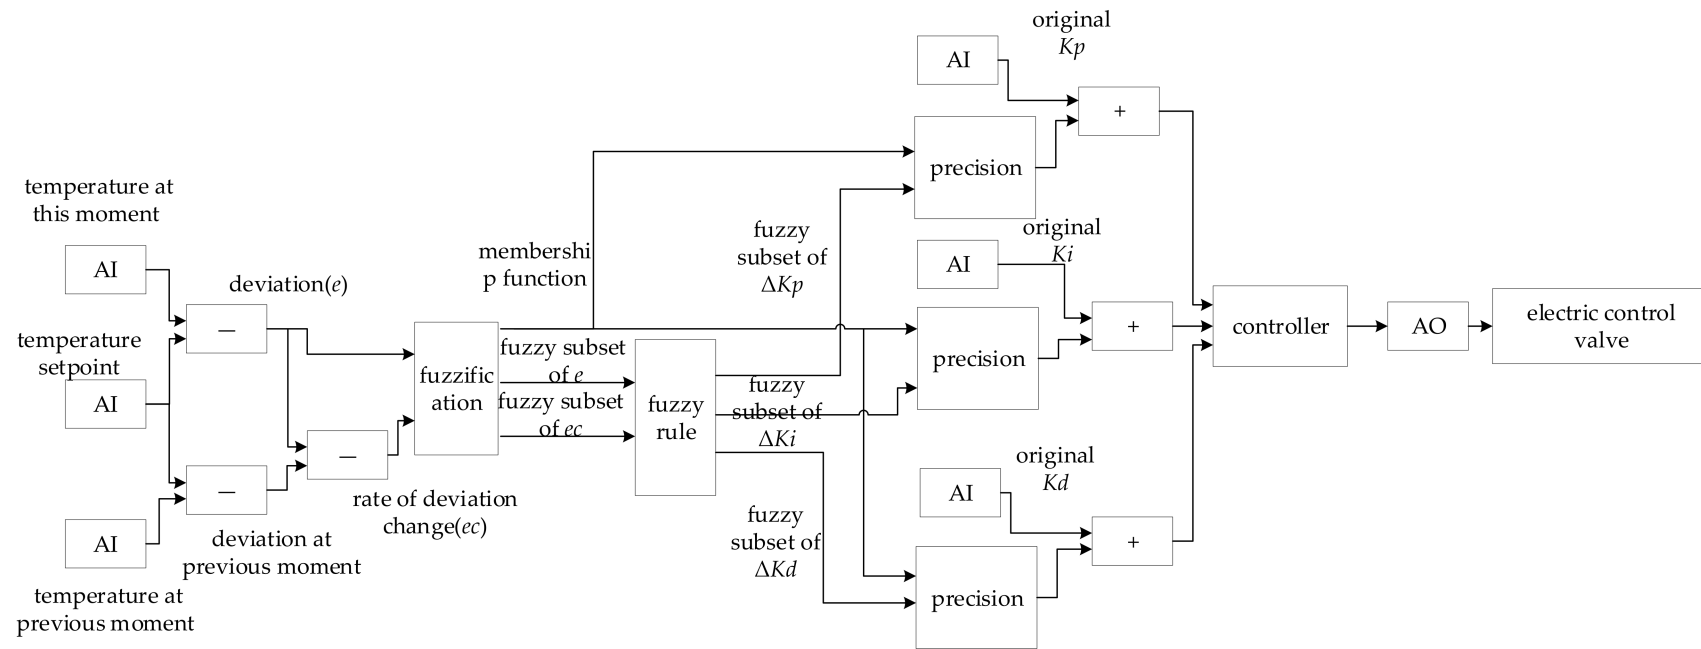 temperature at
this moment
AI
temperature
setpoint
AI
AI
temperature at
previous moment
deviation(e)
—
—
deviation at
previous moment
—
rate of deviation
change(ec)
fuzzific
ation
membershi
p function
fuzzy subset
of e
fuzzy subset
of ec
fuzzy
rule
fuzzy
subset of
ΔKp
fuzzy
subset of
ΔKi
fuzzy
subset of
ΔKd
original
Kp
AI
+
precision
original
Ki
AI
+
precision
original
Kd
AI
+
precision
controller
AO
electric control
valve